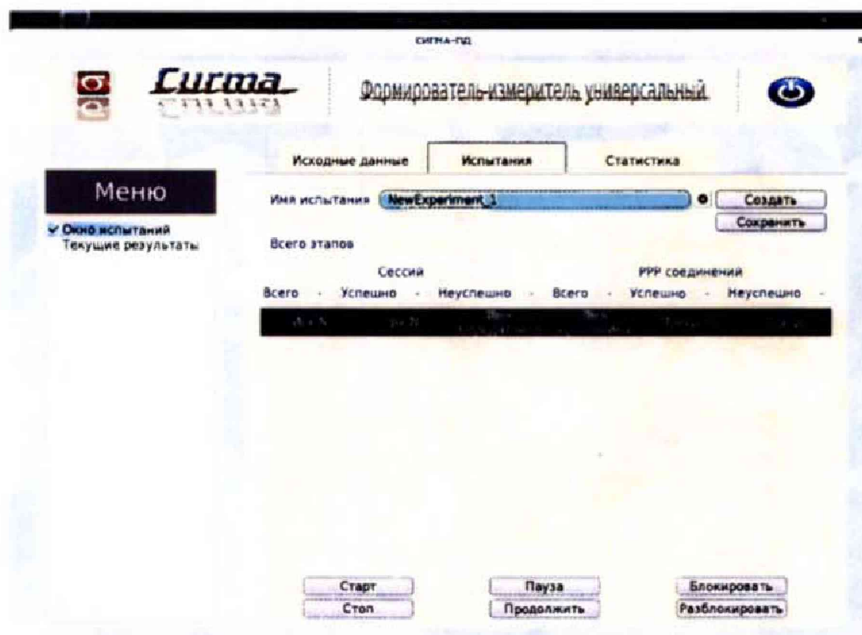 СИГМА-ПД
Сигма
Формирователь-измеритель универсальный
Исходные данные Испытания Статистика
Меню
Имя испытания NewExperiment_1 Создать
Сохранить
Окно испытаний
Текущие результаты
Всего этапов
Сессий PPP соединений
Всего - Успешно - Неуспешно - Всего - Успешно - Неуспешно -
Старт Пауза Блокировать
Стоп Продолжить Разблокировать